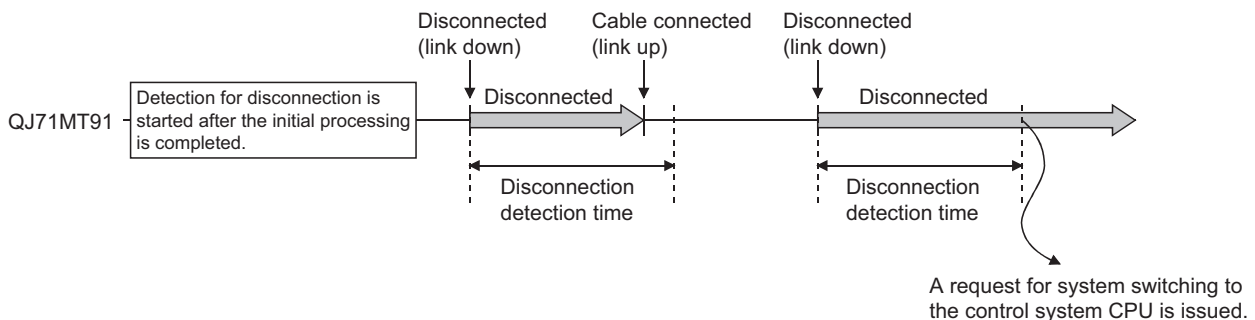 Disconnected
(link down)
Cable connected
(link up)
Disconnected
(link down)
QJ71MT91
Detection for disconnection is
started after the initial processing
is completed.
Disconnected
Disconnected
Disconnection
detection time
Disconnection
detection time
A request for system switching to
the control system CPU is issued.